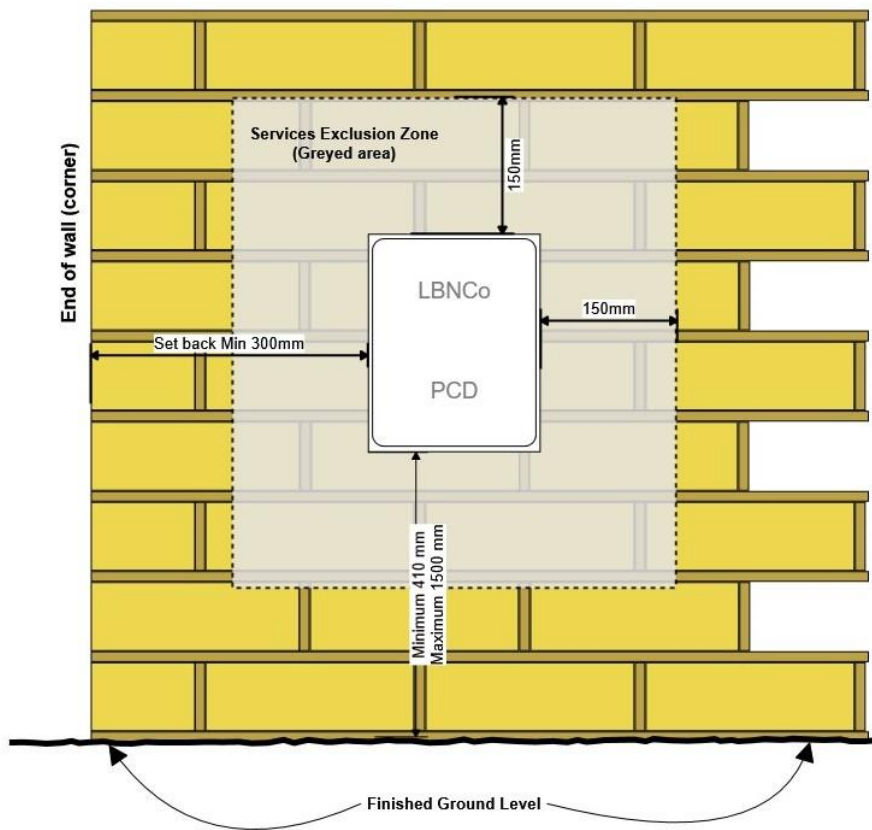 Services Exclusion Zone
(Greyed area)
150mm
End of wall (corner)
LBNCo
150mm
Set back Min 300mm
PCD
Minimum 410 mm
Maximum 1500 mm
Finished Ground Level